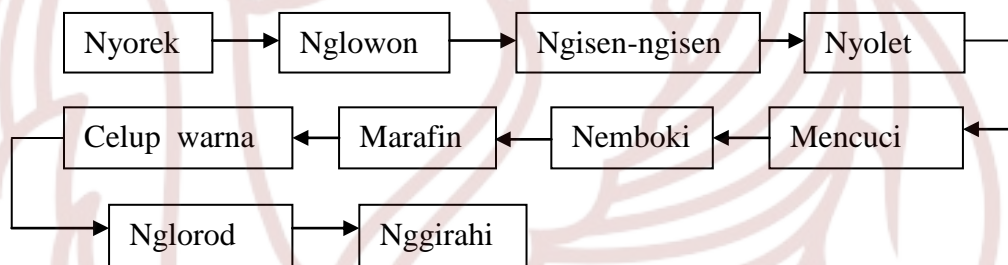 Nyorek Nglowon Ngisen-ngisen Nyolet
Celup warna Marafin Nemboki Mencuci
Nglorod Nggirahi